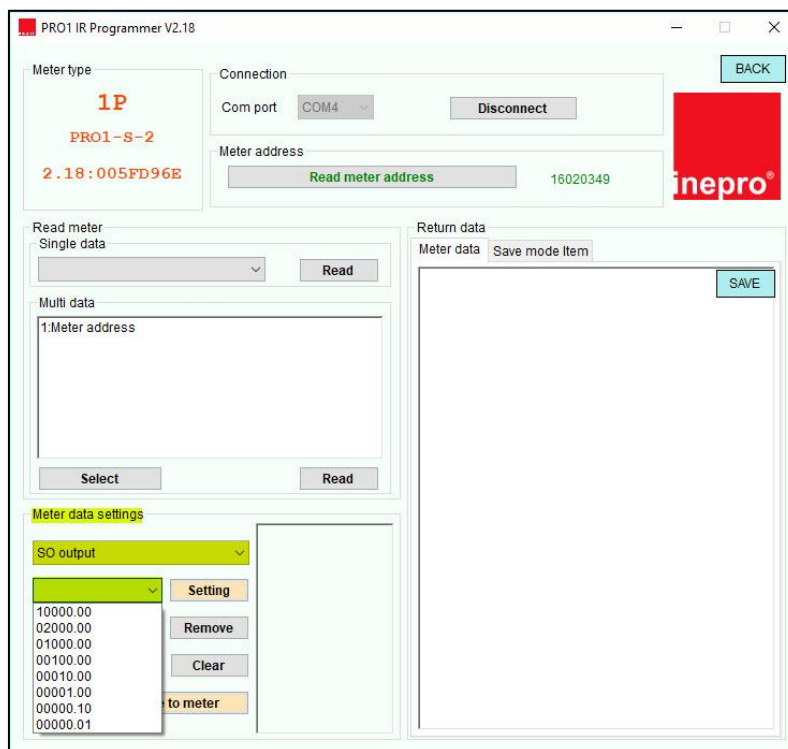 PRO1 IR Programmer V2.18
BACK
Meter type
1P
PRO1-S-2
2.18:005FD96E
Connection
Com port
COM4
Disconnect
Meter address
Read meter address
16020349
inepro®
Read meter
Single data
Read
Multi data
1:Meter address
Select
Read
Return data
Meter data
Save mode Item
SAVE
Meter data settings
SO output
Setting
Remove
Clear
to meter
10000.00
02000.00
01000.00
00100.00
00010.00
00001.00
00000.10
00000.01